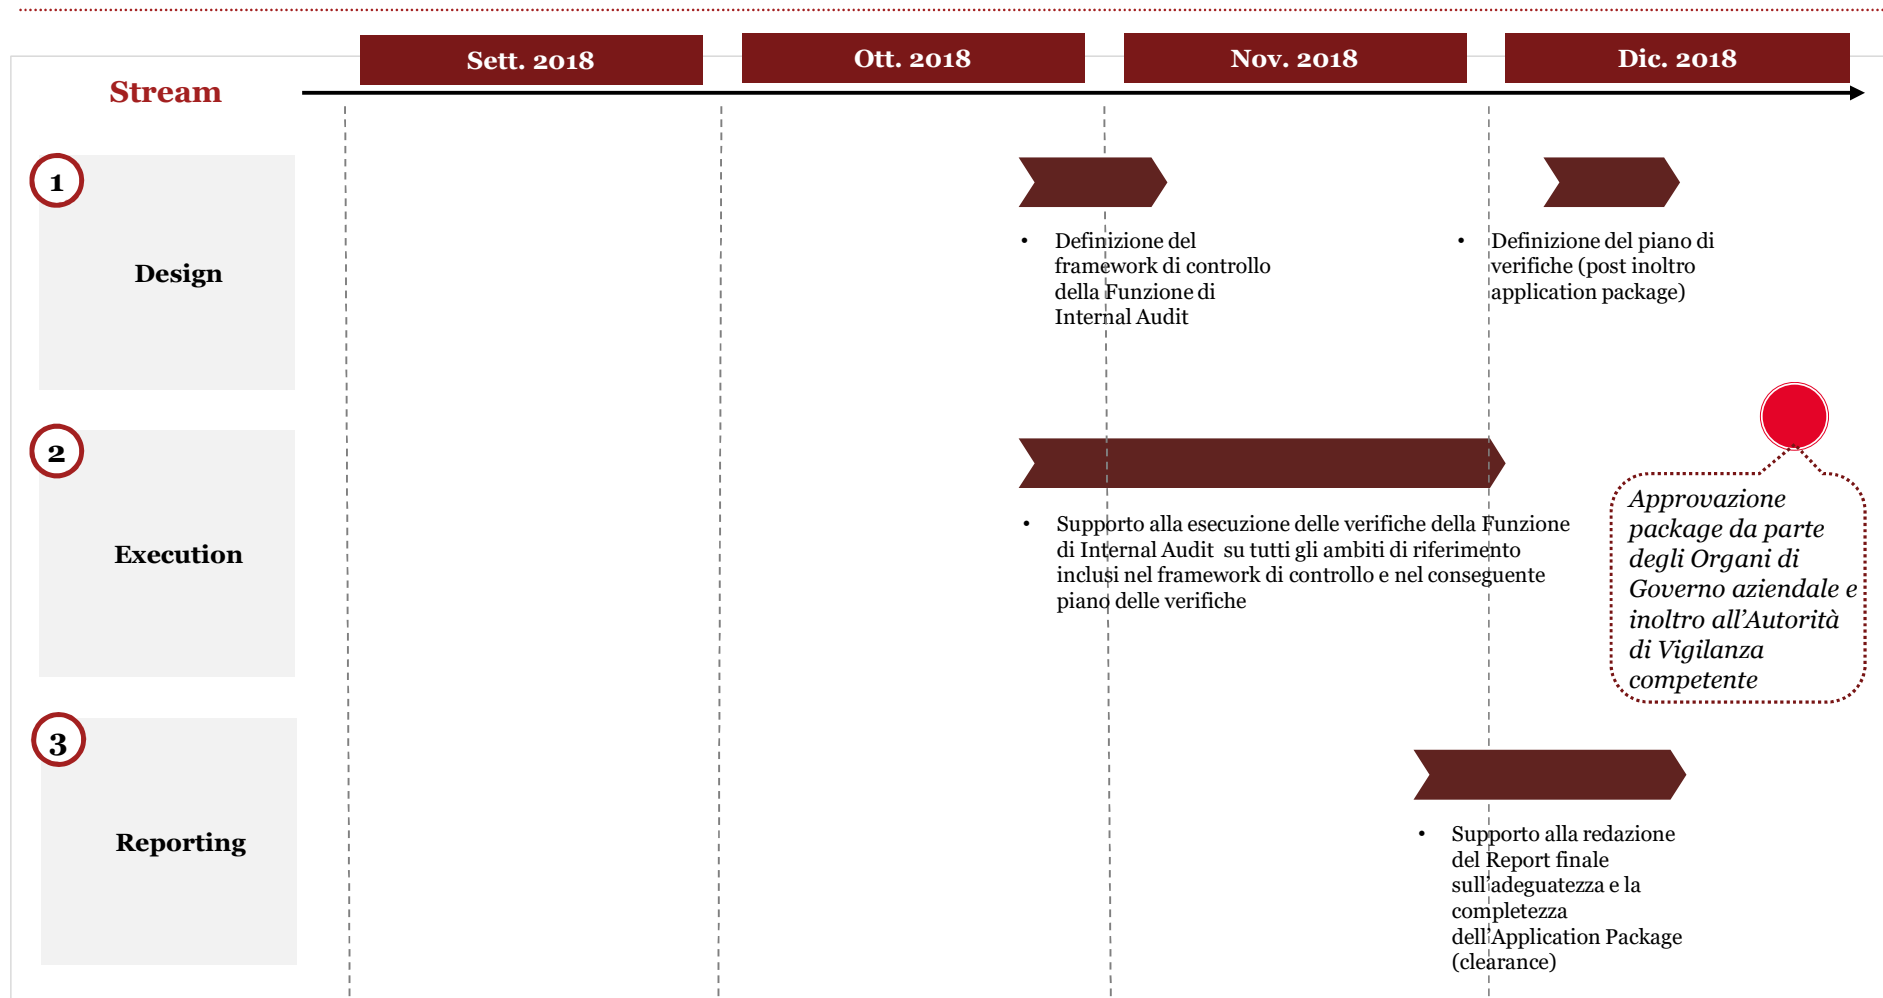 Sett. 2018
Ott. 2018
Nov. 2018
Dic. 2018
Stream
1
Design
• Definizione del
framework di controllo
della Funzione di
Internal Audit
• Definizione del piano di
verifiche (post inoltro
application package)
2
Execution
• Supporto alla esecuzione delle verifiche della Funzione
di Internal Audit su tutti gli ambiti di riferimento
inclusi nel framework di controllo e nel conseguente
piano delle verifiche
Approvazione
package da parte
degli Organi di
Governo aziendale e
inoltro all’Autorità
di Vigilanza
competente
3
Reporting
• Supporto alla redazione
del Report finale
sull’adeguatezza e la
completezza
dell’Application Package
(clearance)